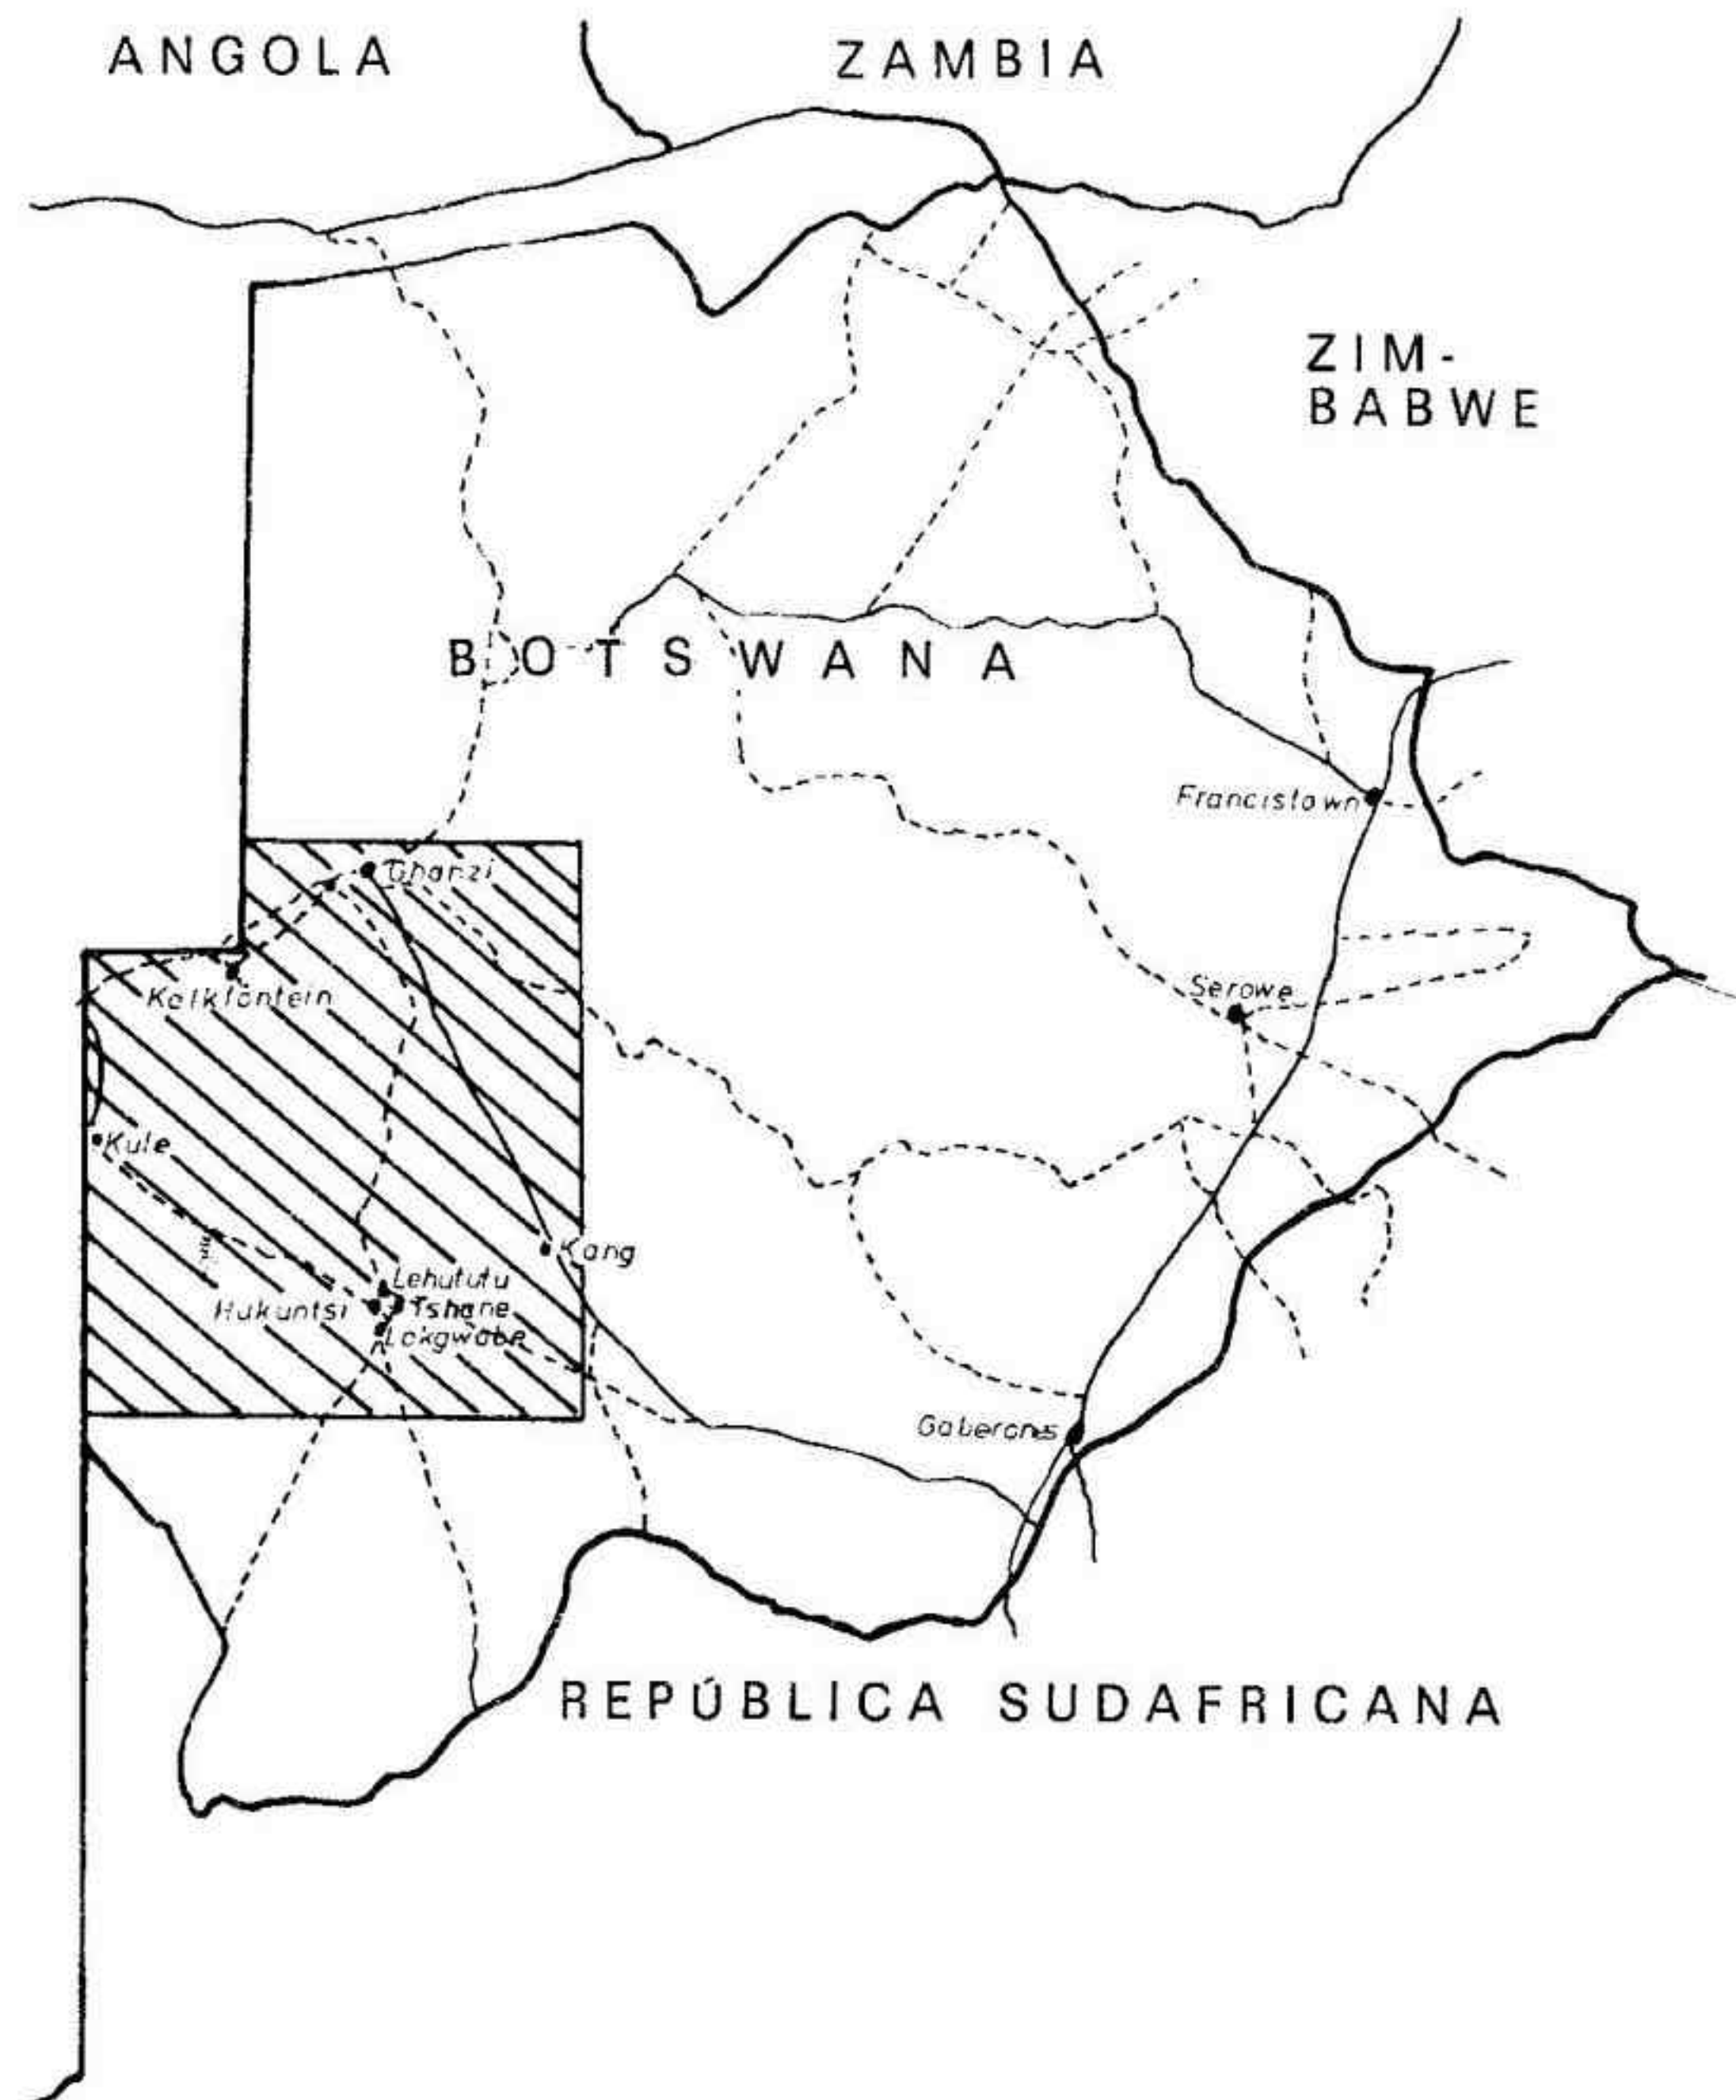 ANGOLA
ZAMBIA
ZIM-
BABWE
BOTSWANA
Francistown
Ghanzi
Kalkfontein
Serowe
Kule
Kang
Lehututu
Hukuntsi
Tshane
Lokgwabe
Gaberones
REPÚBLICA SUDAFRICANA